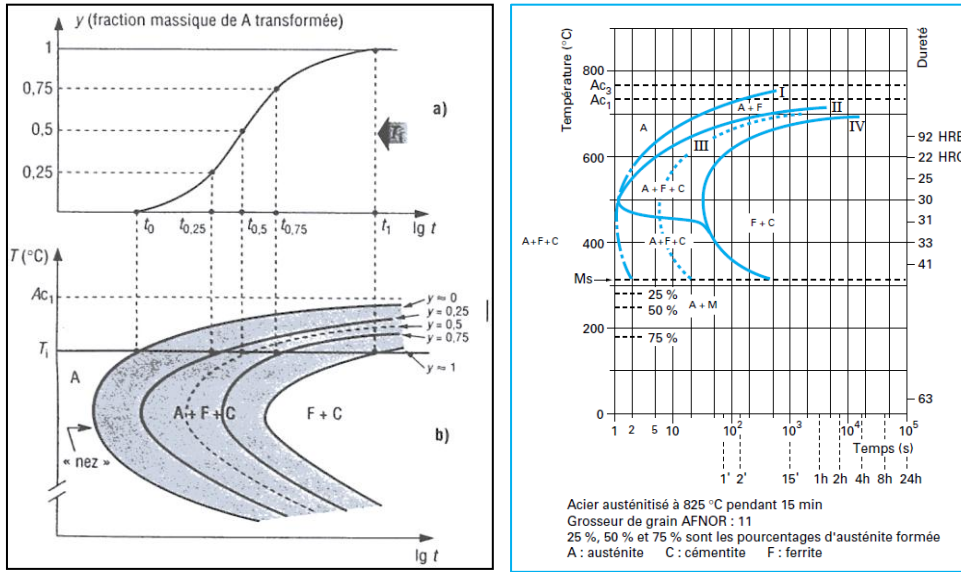 y (fraction massique de A transformée)
1
0,75
0,5
0,25
a)
Ti
t0 t0,25 t0,5 t0,75 t1 lg t
T (°C)
Ac1
y ≈ 0
y = 0,25
y = 0,5
y = 0,75
y ≈ 1
Ti
A
A + F + C
F + C
b)
« nez »
lg t
Température (°C)
Dureté
800
Ac3
Ac1
I
II
A+F
IV
A
III
92 HRB
600
22 HRC
25
A+F+C
30
F+C
31
A+F+C
400
A+F+C
33
41
Ms
25 %
A+M
50 %
200
75 %
63
0
1 2 5 10 10² 10³ 10⁴ 10⁵
Temps (s)
1' 2' 15' 1h 2h 4h 8h 24h
Acier austénitisé à 825 °C pendant 15 min
Grosseur de grain AFNOR : 11
25 %, 50 % et 75 % sont les pourcentages d'austénite formée
A : austénite C : cémentite F : ferrite